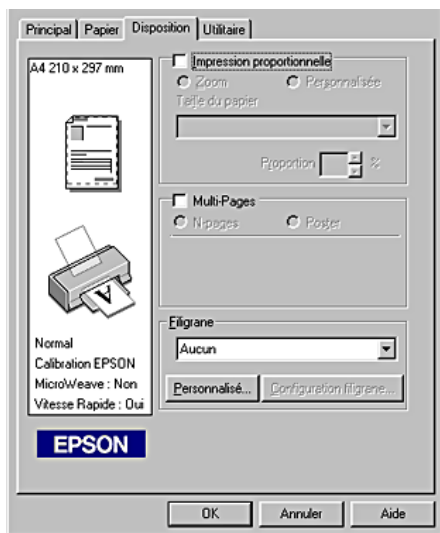 Principal Papier Disposition Utilitaire
A4 210 x 297 mm
Normal
Calibration EPSON
MicroWeave : Non
Vitesse Rapide : Oui
EPSON
Impression proportionnelle
Zoom Personnalisée
Taille du papier
Proportion %
Multi-Pages
N-pages Poster
Filigrane
Aucun
Personnalisé... Configuration filigrane...
OK Annuler Aide